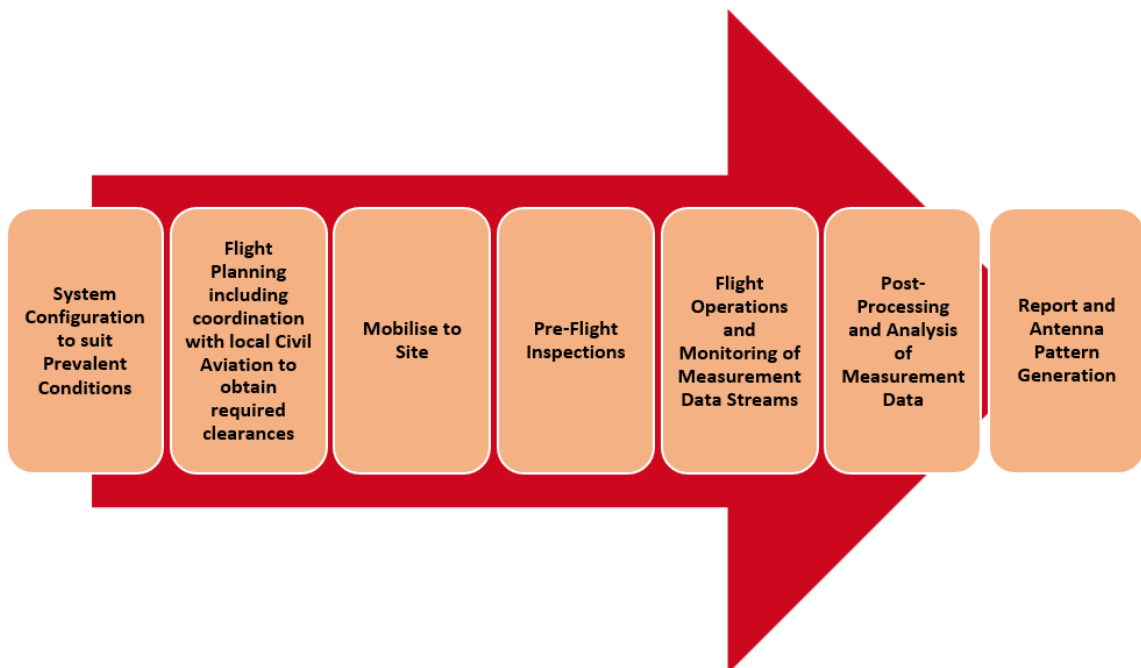 System
Configuration
to suit
Prevalent
Conditions
Flight
Planning
including
coordination
with local Civil
Aviation to
obtain
required
clearances
Mobilise to
Site
Pre-Flight
Inspections
Flight
Operations
and
Monitoring of
Measurement
Data Streams
Post-
Processing
and Analysis
of
Measurement
Data
Report and
Antenna
Pattern
Generation